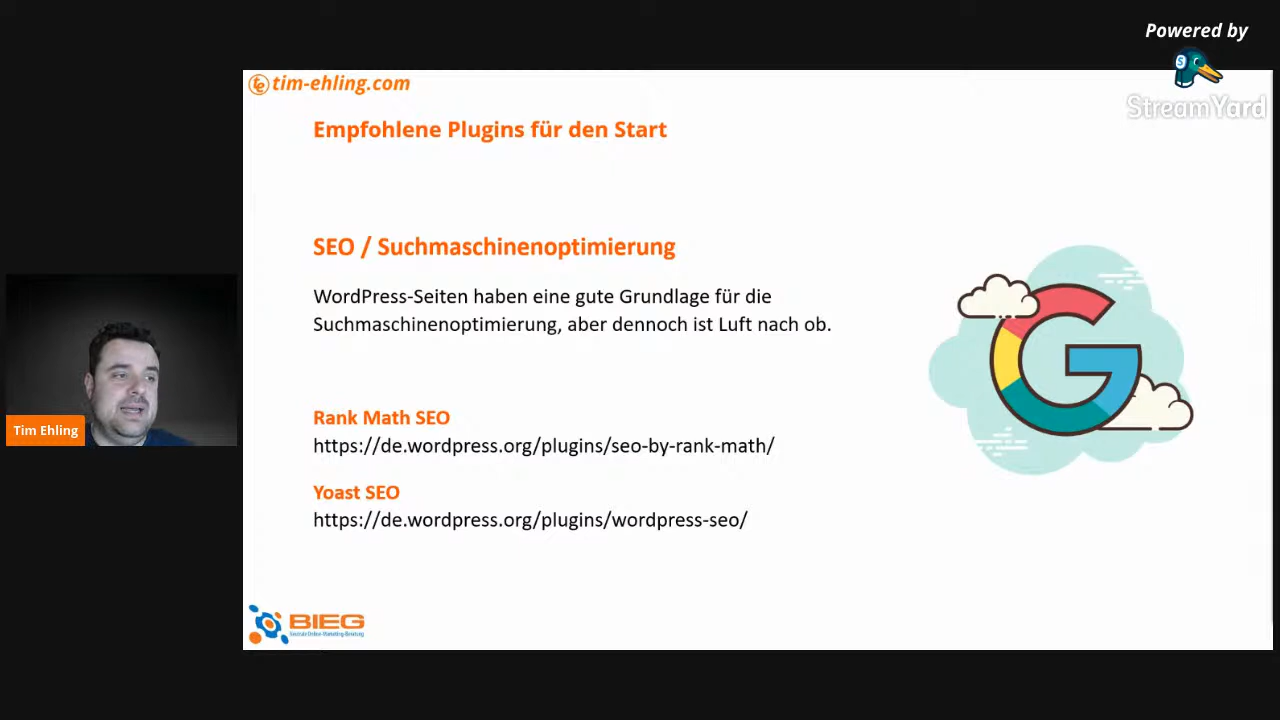 Powered by
StreamYard
tim-ehling.com
Empfohlene Plugins für den Start
SEO / Suchmaschinenoptimierung
WordPress-Seiten haben eine gute Grundlage für die
Suchmaschinenoptimierung, aber dennoch ist Luft nach ob.
Rank Math SEO
https://de.wordpress.org/plugins/seo-by-rank-math/
Yoast SEO
https://de.wordpress.org/plugins/wordpress-seo/
Tim Ehling
BIEG